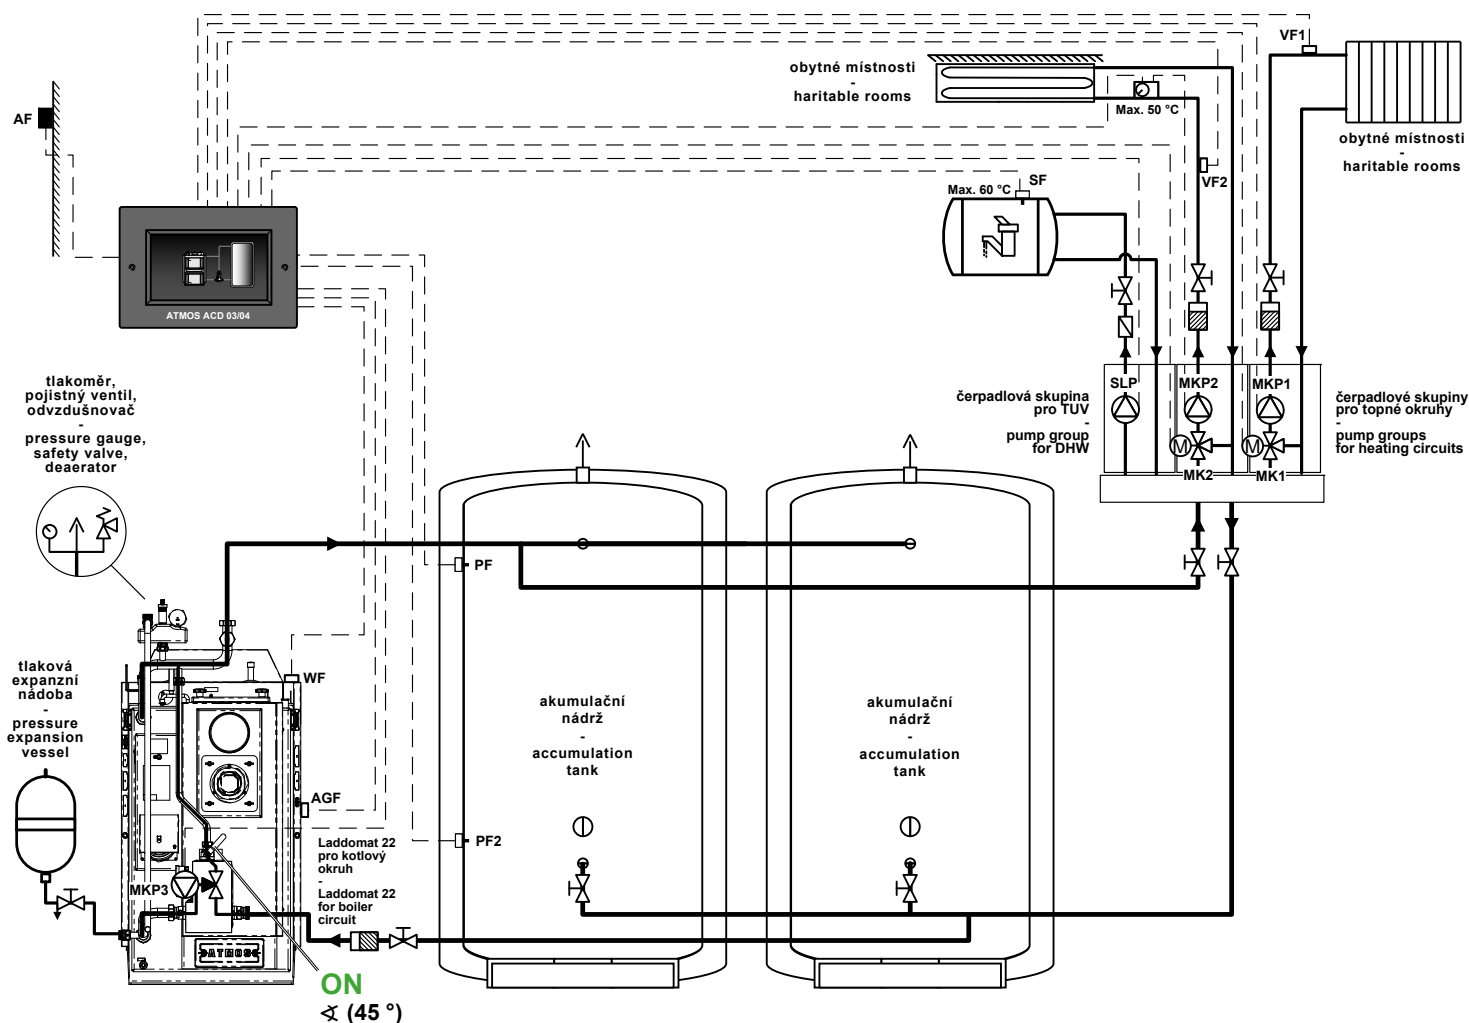 AF
ATMOS ACD 03/04
obytné místnosti
-
haritable rooms
Max. 50 °C
VF1
obytné místnosti
-
haritable rooms
VF2
SF
Max. 60 °C
SLP
MKP2
MKP1
M
M
MK2
MK1
čerpadlová skupina
pro TUV
-
pump group
for DHW
čerpadlové skupiny
pro topné okruhy
-
pump groups
for heating circuits
tlakoměr,
pojistný ventil,
odvzdušnovač
-
pressure gauge,
safety valve,
deaerator
PF
WF
tlaková
expanzní
nádoba
-
pressure
expansion
vessel
AGF
PF2
akumulační
nádrž
-
accumulation
tank
akumulační
nádrž
-
accumulation
tank
Laddomat 22
pro kotlový
okruh
-
Laddomat 22
for boiler
circuit
MKP3
ATMOS
ON
∢ (45 °)